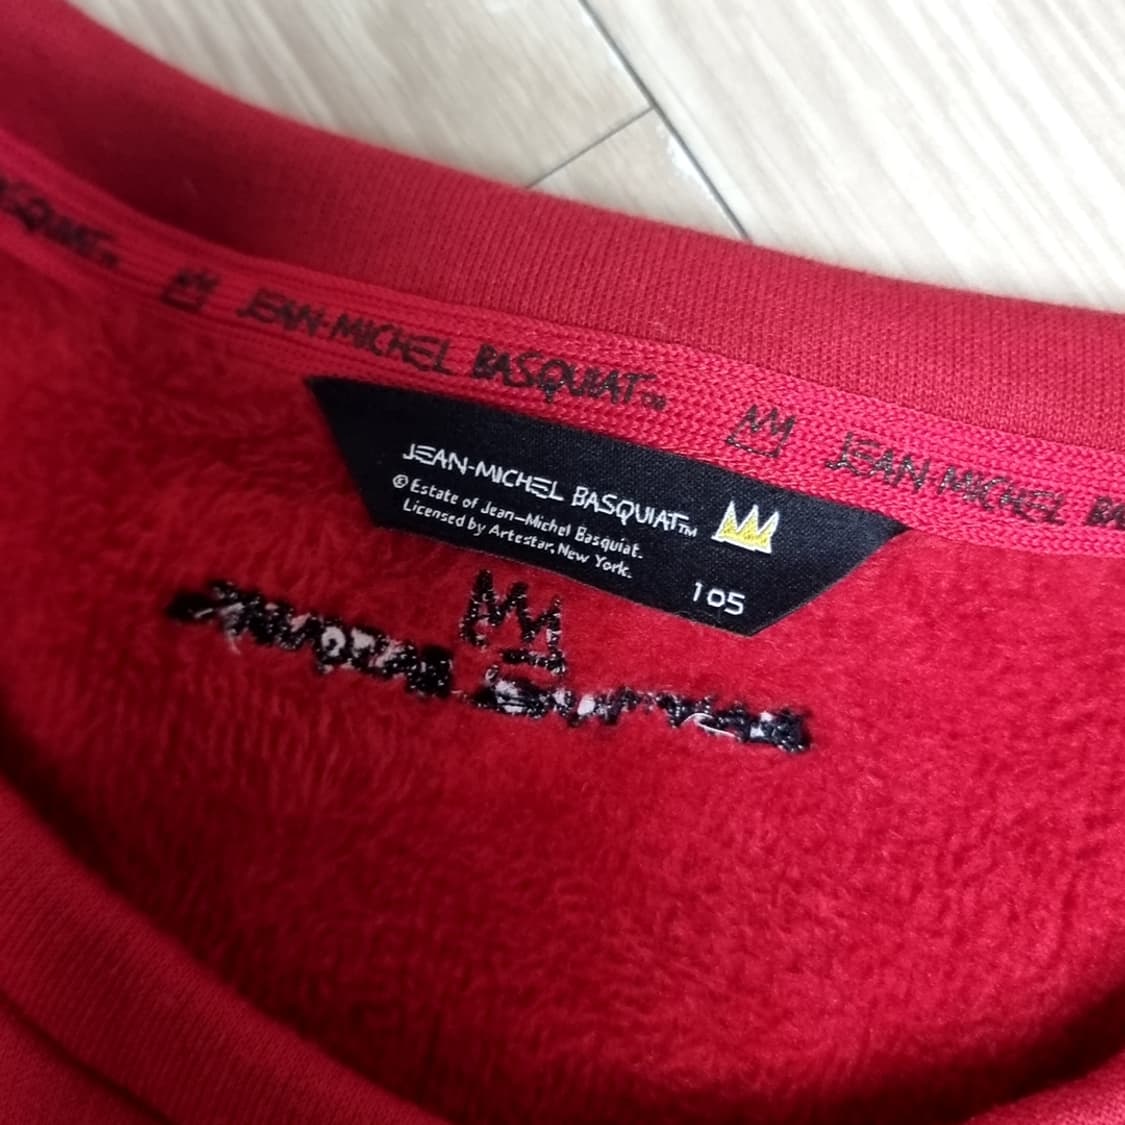 BASQUIAT™ JEAN-MICHEL BASQUIAT™ JEAN-MICHEL BA
JEAN-MICHEL BASQUIAT™
© Estate of Jean-Michel Basquiat.
Licensed by Artestar, New York.
105